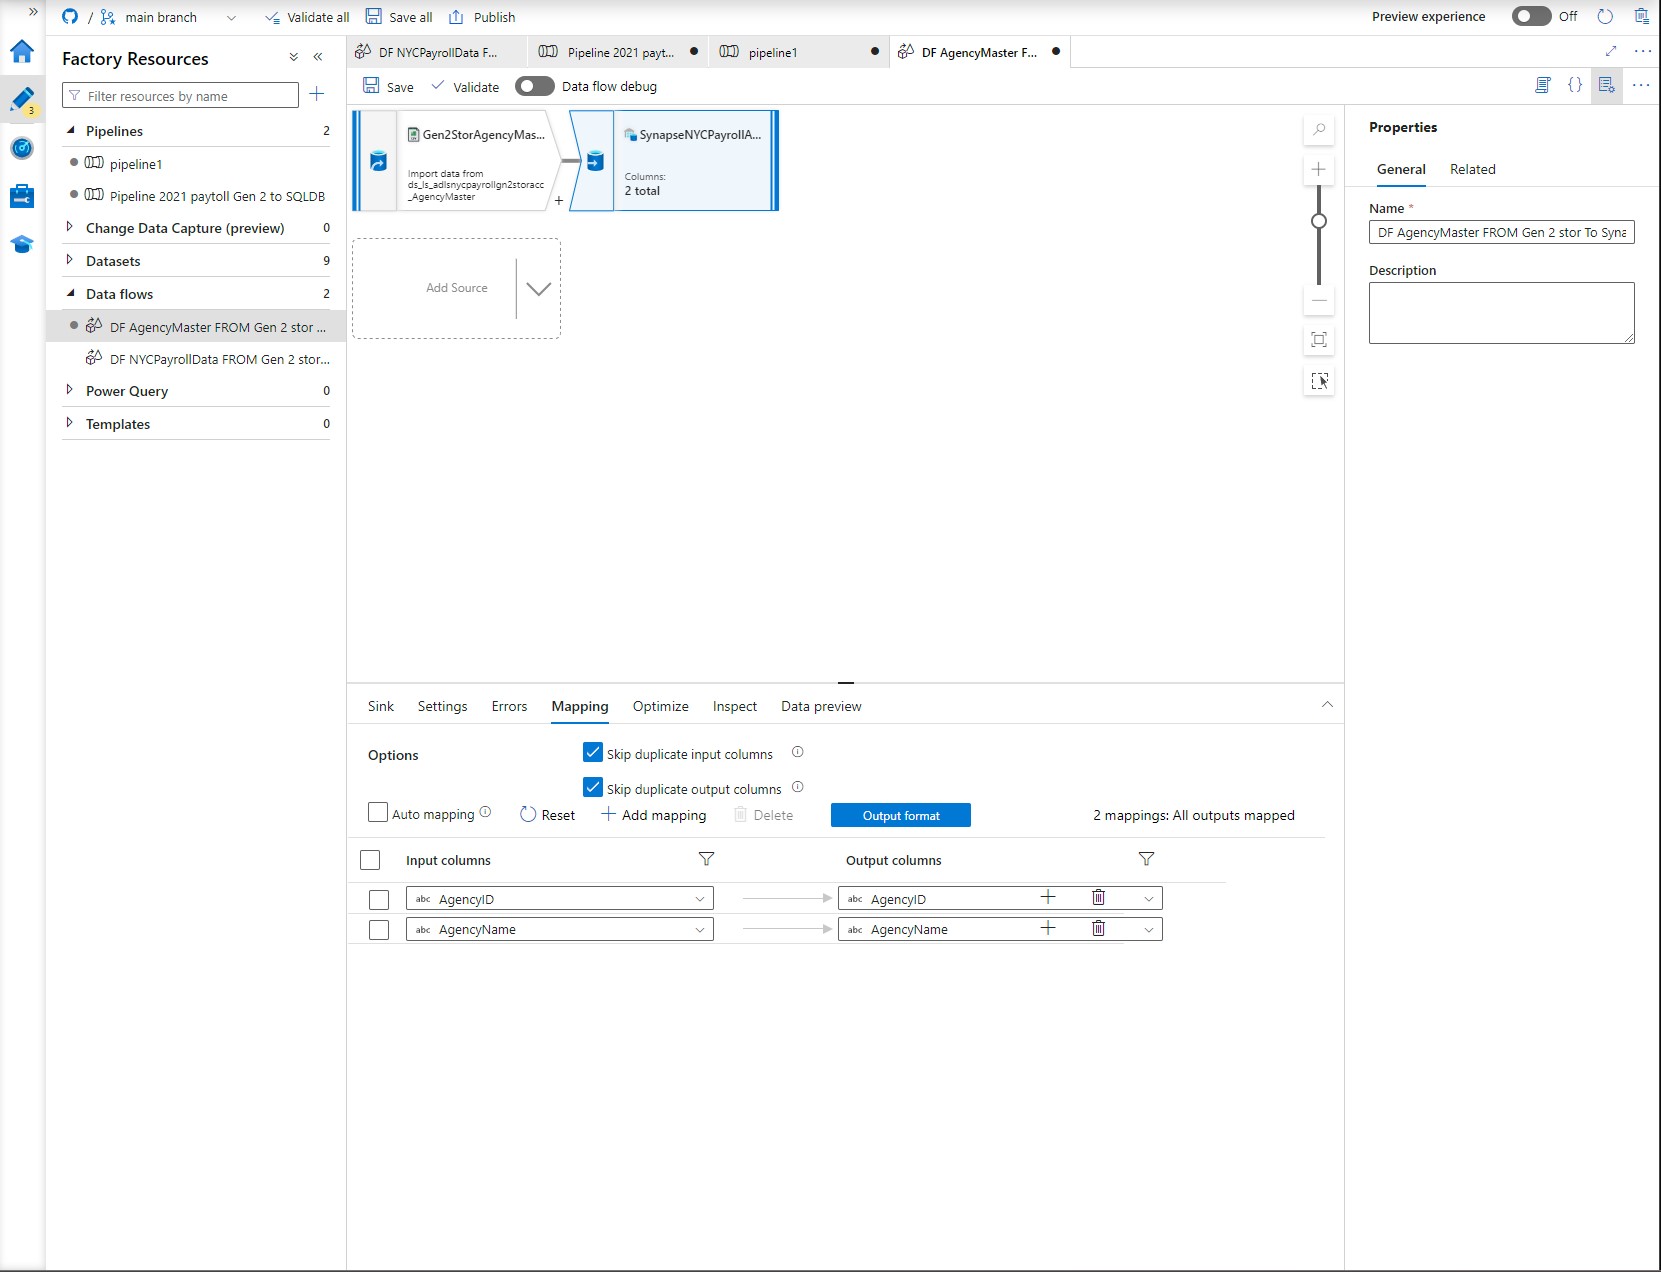 / main branch
Validate all
Save all
Publish
Preview experience
Off
3
Factory Resources
Filter resources by name
Pipelines 2
pipeline1
Pipeline 2021 paytoll Gen 2 to SQLDB
Change Data Capture (preview) 0
Datasets 9
Data flows 2
DF AgencyMaster FROM Gen 2 stor ...
DF NYCPayrollData FROM Gen 2 stor...
Power Query 0
Templates 0
DF NYCPayrollData F...
Pipeline 2021 payt...
pipeline1
DF AgencyMaster F...
Save
Validate
Data flow debug
Gen2StorAgencyMas...
Import data from
ds_ls_adlsnycpayrollgn2storacc
_AgencyMaster
+
SynapseNYCPayrollA...
Columns:
2 total
Add Source
Properties
General
Related
Name *
DF AgencyMaster FROM Gen 2 stor To Syna
Description
Sink
Settings
Errors
Mapping
Optimize
Inspect
Data preview
Options
Skip duplicate input columns
Skip duplicate output columns
Auto mapping
Reset
Add mapping
Delete
Output format
2 mappings: All outputs mapped
Input columns
Output columns
abc AgencyID
abc AgencyID
abc AgencyName
abc AgencyName